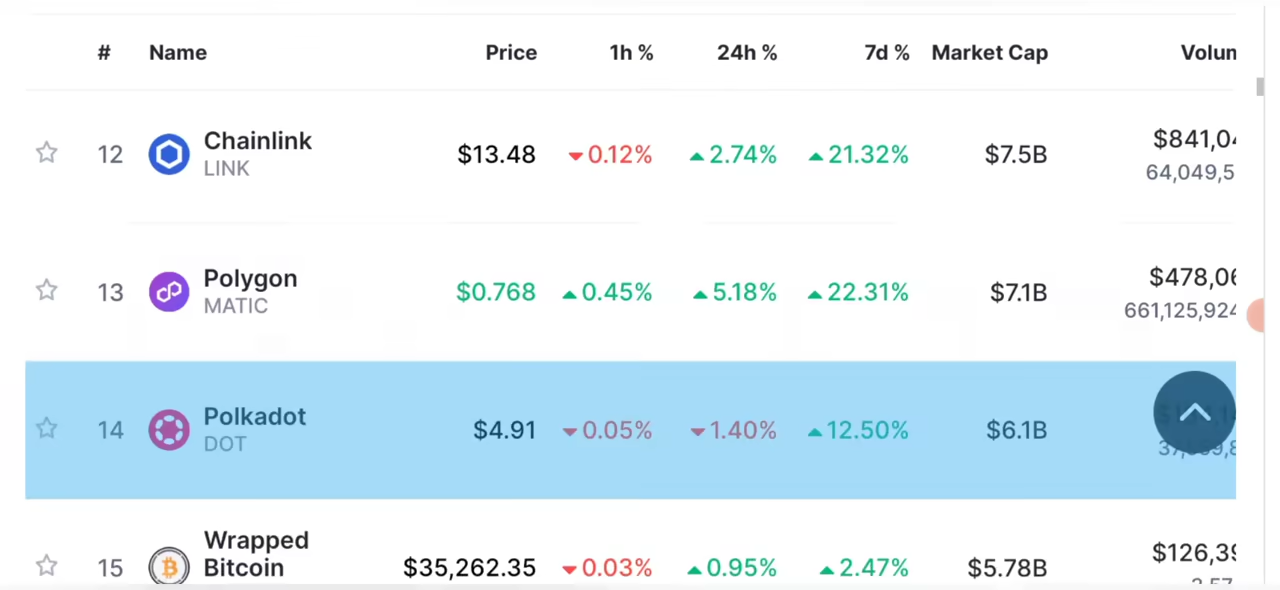 # Name Price 1h % 24h % 7d % Market Cap
12 Chainlink $13.48 0.12% 2.74% 21.32% $7.5B
LINK
13 Polygon $0.768 0.45% 5.18% 22.31% $7.1B
MATIC
14 Polkadot $4.91 0.05% 1.40% 12.50% $6.1B
DOT
15 Wrapped Bitcoin $35,262.35 0.03% 0.95% 2.47% $5.78B